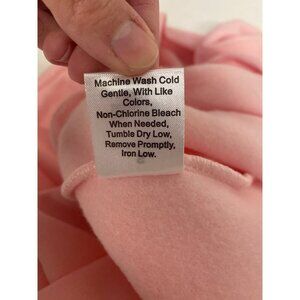 Machine Wash Cold
Gentle, With Like
Colors,
Non-Chlorine Bleach
When Needed,
Tumble Dry Low,
Remove Promptly,
Iron Low.